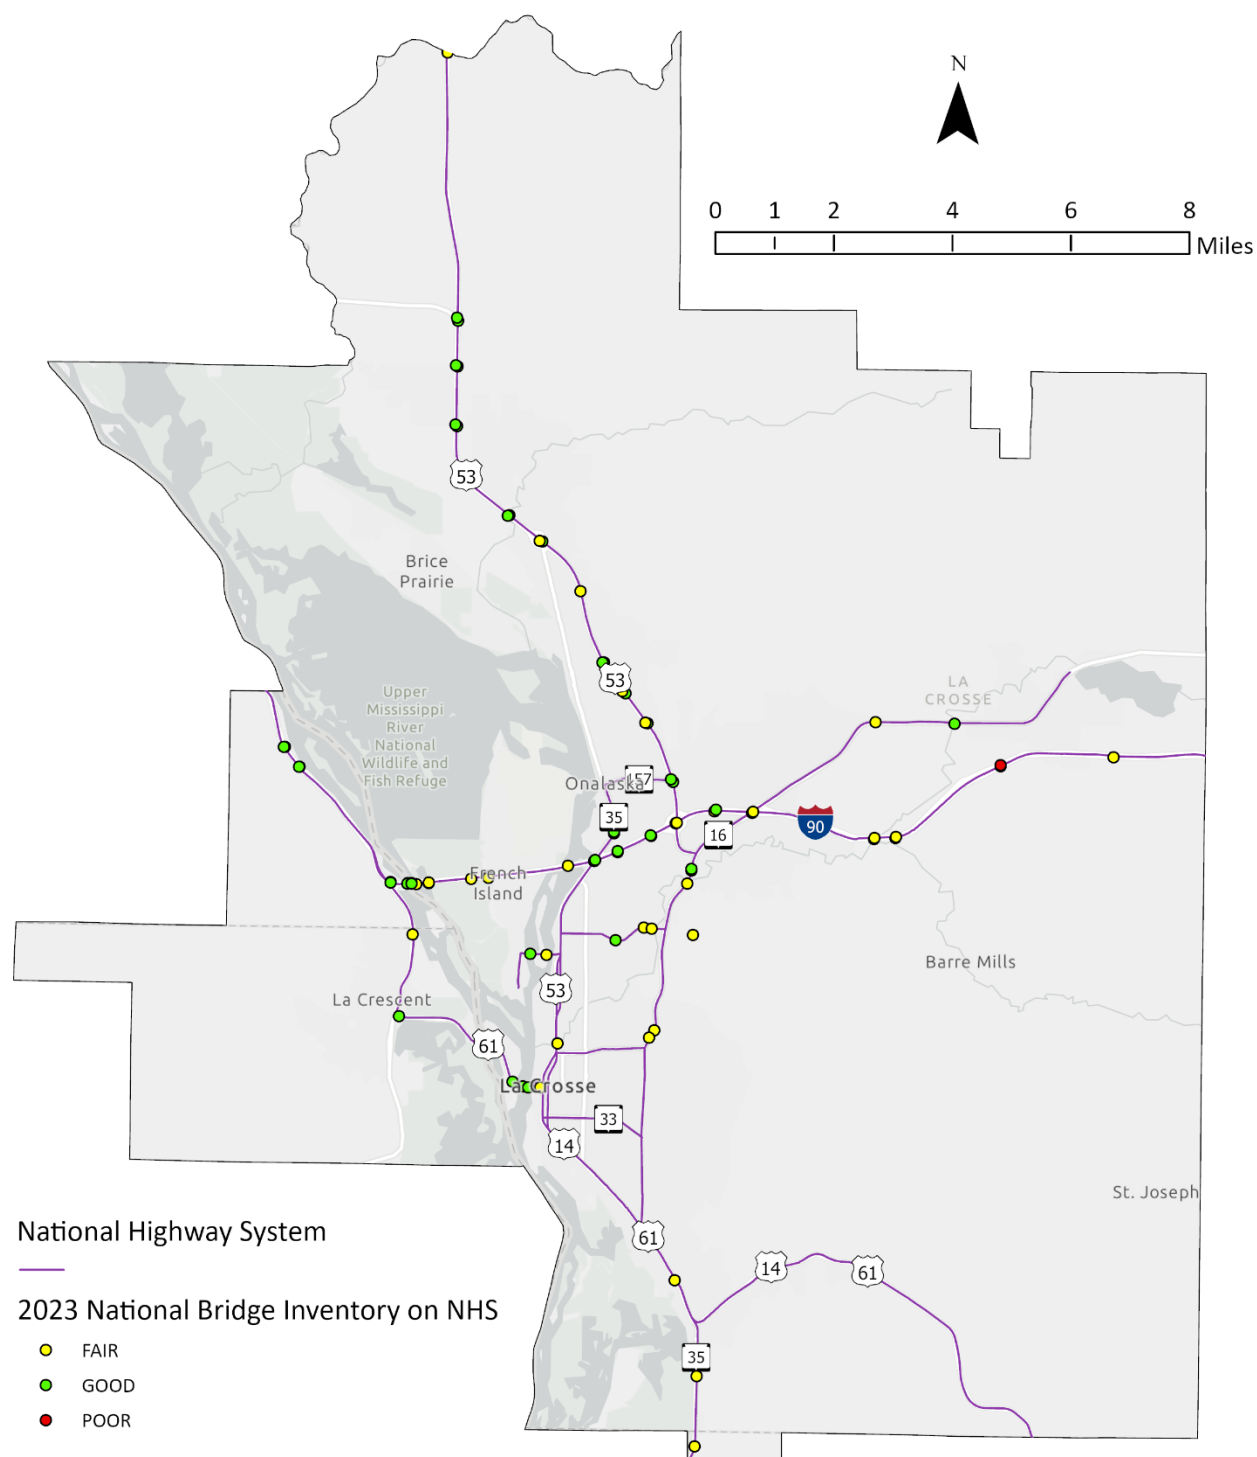 N
0 1 2 4 6 8
Miles
53
Brice
Prairie
53
LA
CROSSE
Upper
Mississippi
River
National
Wildlife and
Fish Refuge
157
Onalaska
35
16
90
French
Island
Barre Mills
53
La Crescent
61
La Crosse
33
14
St. Joseph
61
14
61
35
National Highway System
2023 National Bridge Inventory on NHS
FAIR
GOOD
POOR